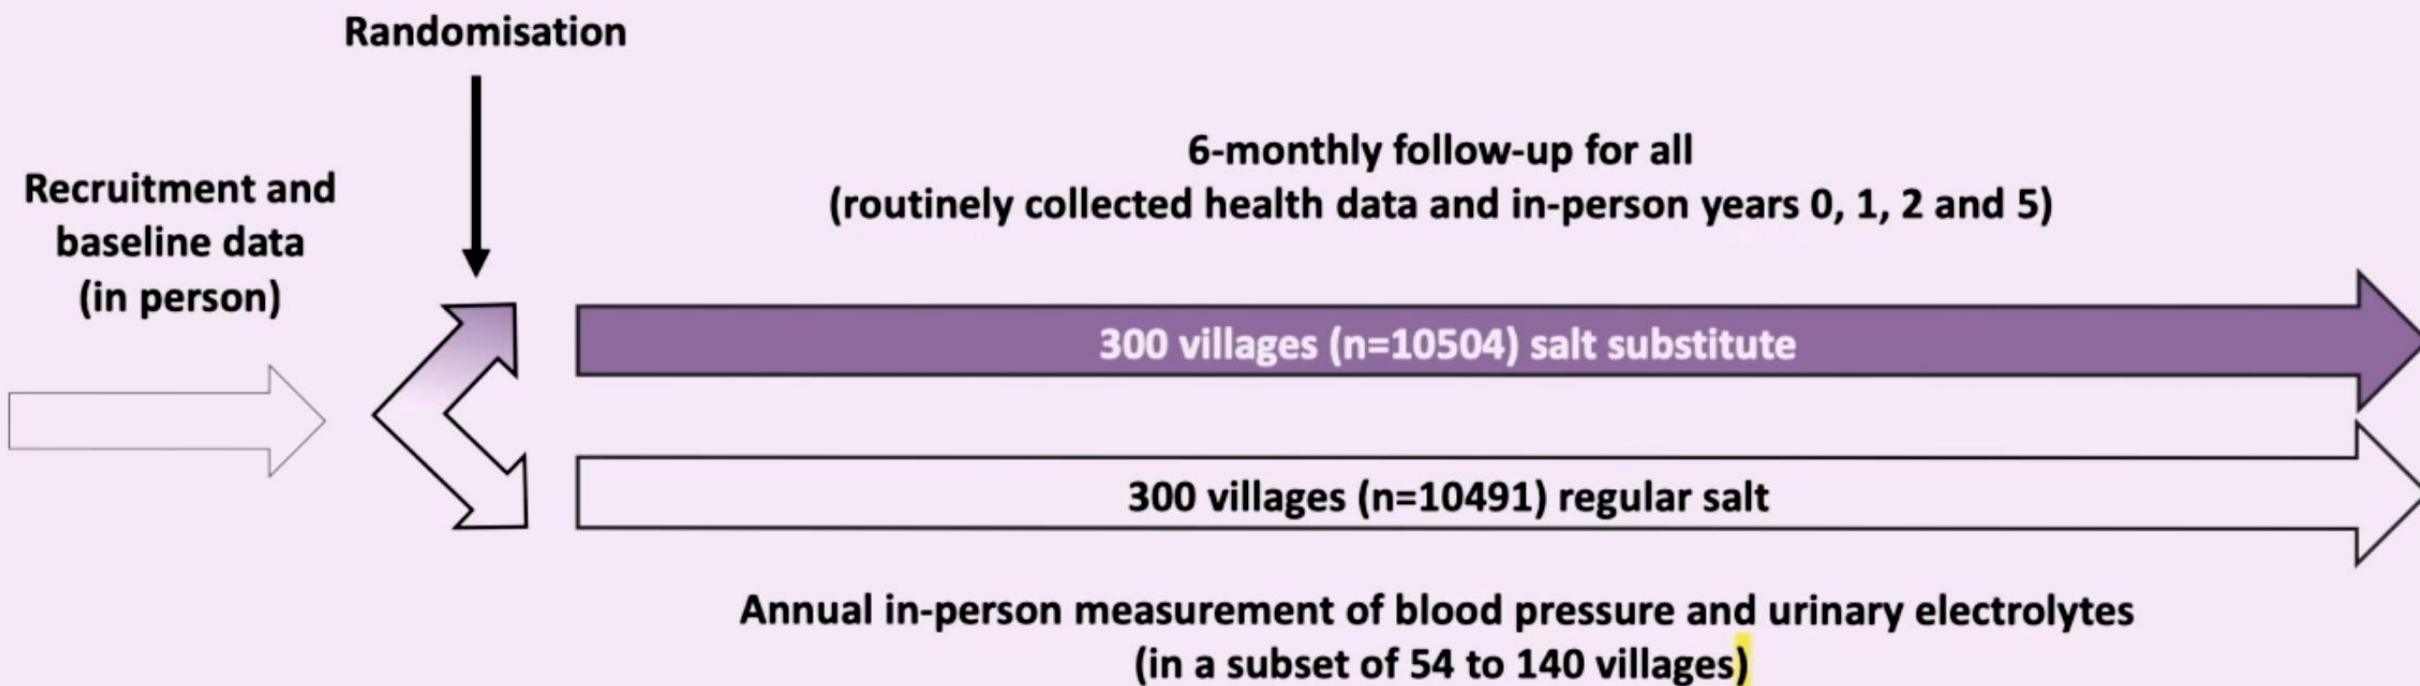 Randomisation
Recruitment and
baseline data
(in person)
6-monthly follow-up for all
(routinely collected health data and in-person years 0, 1, 2 and 5)
300 villages (n=10504) salt substitute
300 villages (n=10491) regular salt
Annual in-person measurement of blood pressure and urinary electrolytes
(in a subset of 54 to 140 villages)